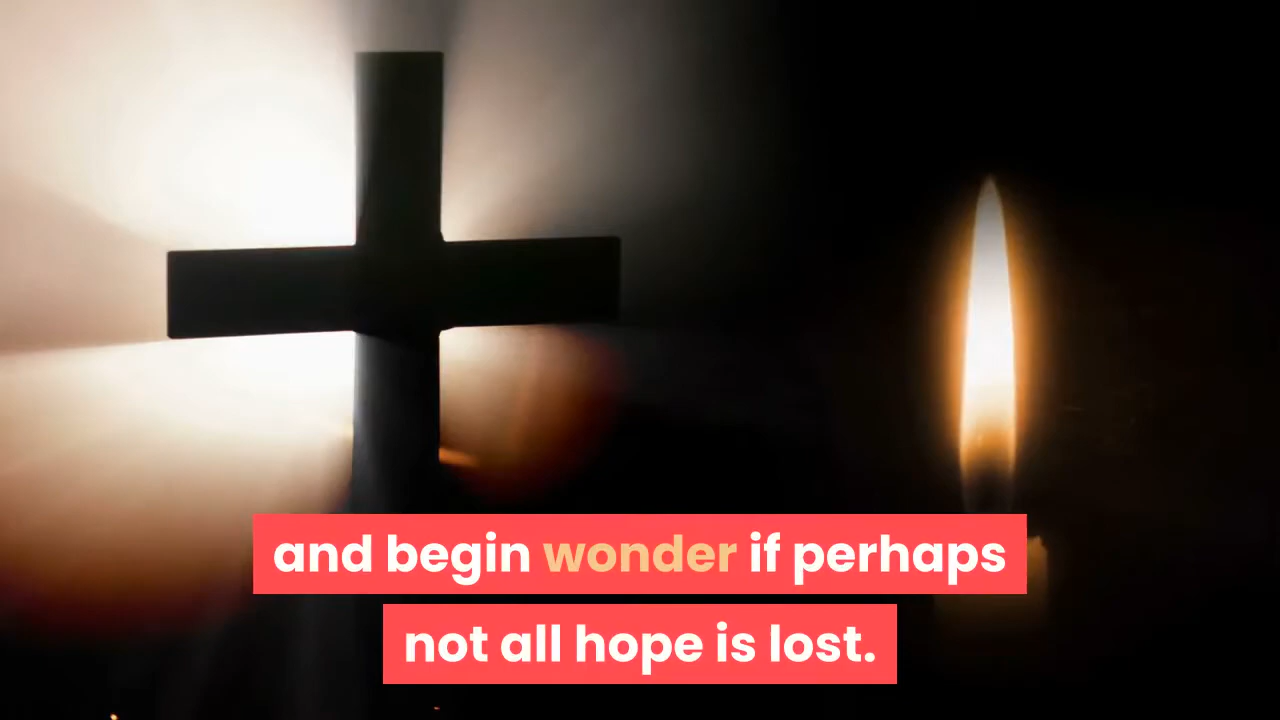 and begin wonder if perhaps
not all hope is lost.